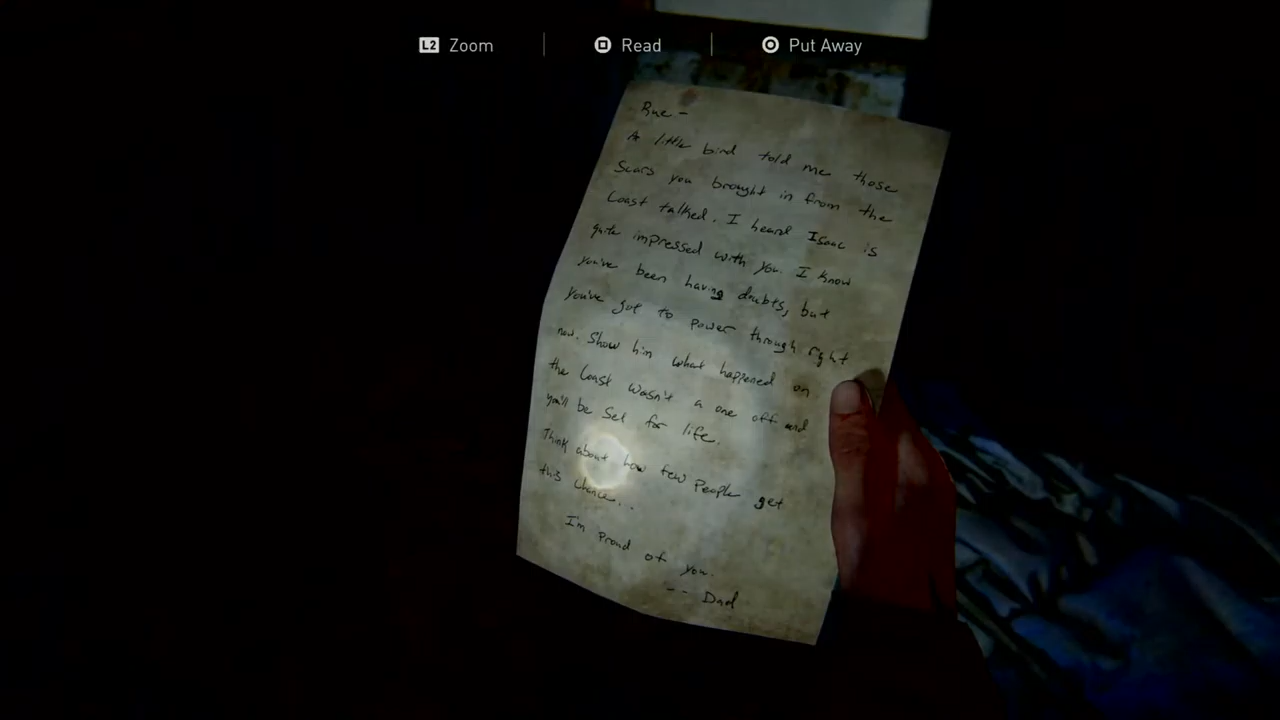 L2 Zoom
Read
Put Away
Rae -
A little bird told me those
Scars you brought in from the
Coast talked. I heard Isaac is
quite impressed with you. I know
you've been having doubts, but
you've got to power through right
now. Show him what happened on
the Coast wasn't a one off and
you'll be set for life.
Think about how few people get
this chance...
I'm proud of you.
-- Dad